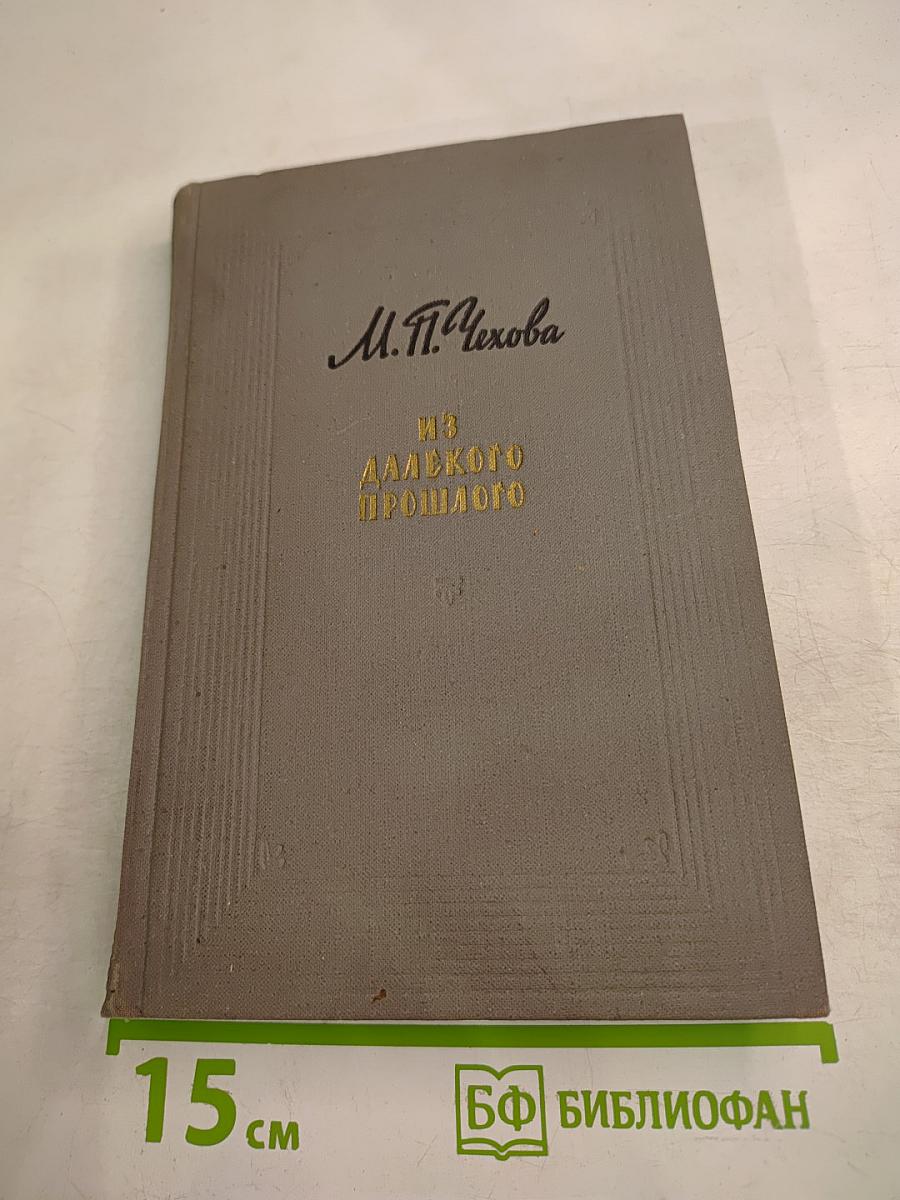 М. П. Чехова
ИЗ
ДАЛЕКОГО
ПРОШЛОГО
15 см
БФ БИБЛИОФАН